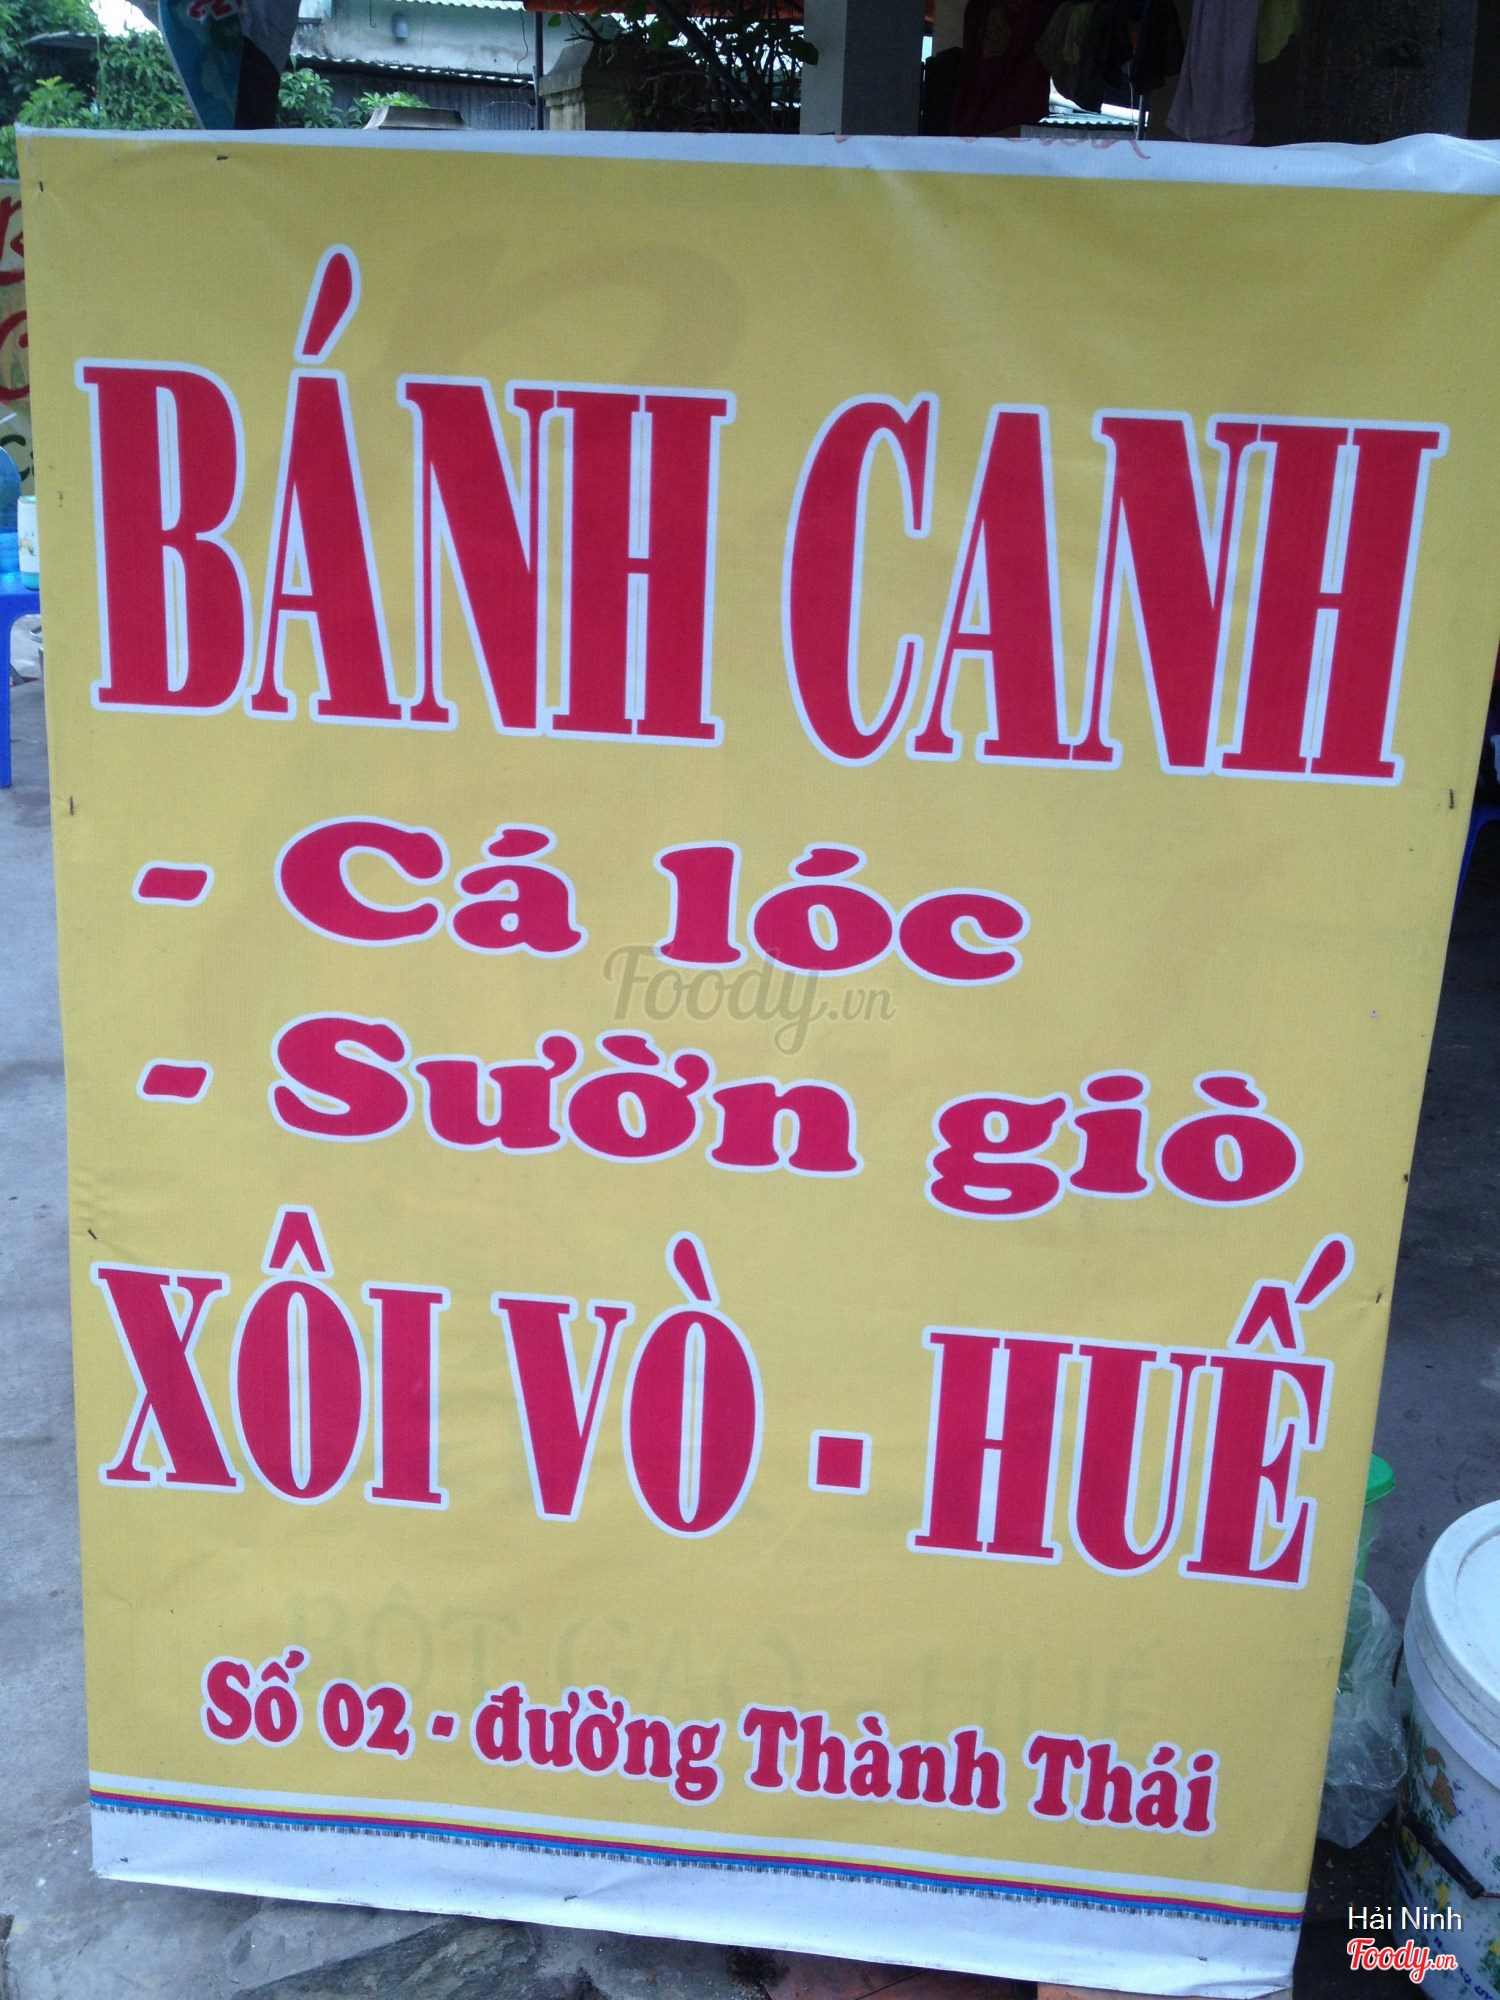 BÁNH CANH
- Cá lóc
- Sườn giò
XÔI VÒ - HUẾ
Số 02 - đường Thành Thái
Foody.vn
Hải Ninh
Foody.vn